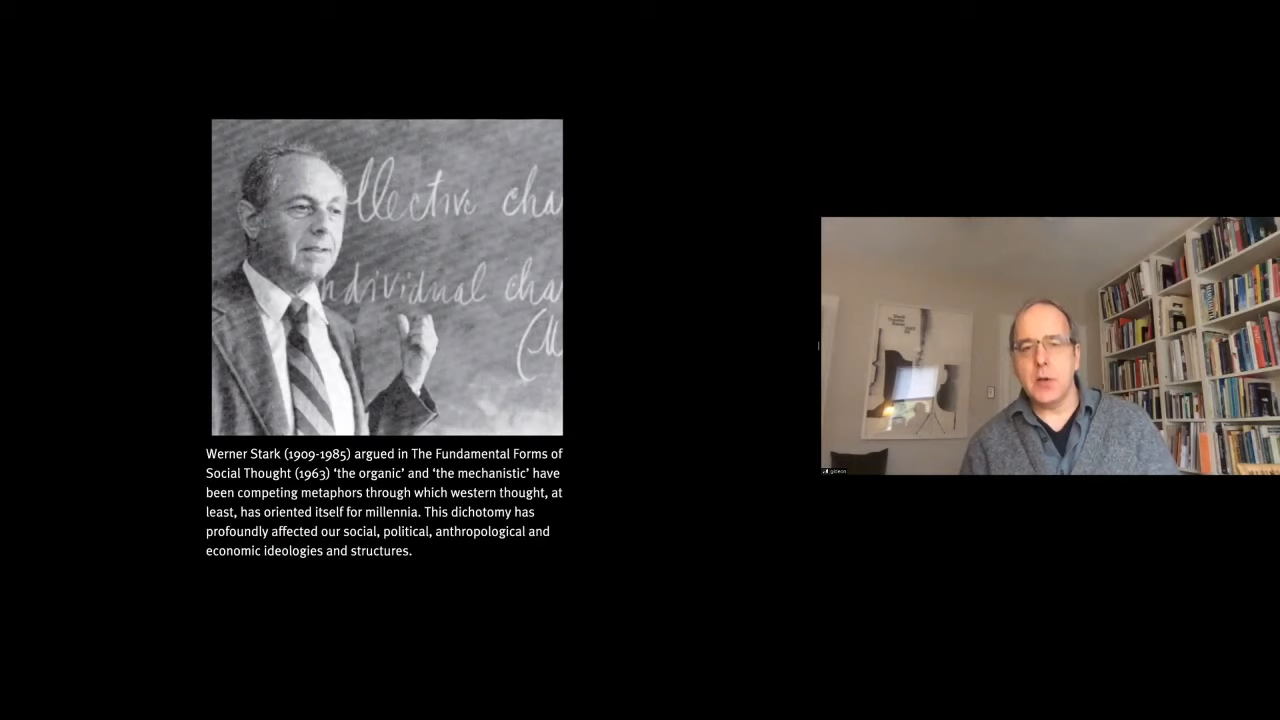 llective cha
ndividual cha
Werner Stark (1909-1985) argued in The Fundamental Forms of
Social Thought (1963) ‘the organic’ and ‘the mechanistic’ have
been competing metaphors through which western thought, at
least, has oriented itself for millennia. This dichotomy has
profoundly affected our social, political, anthropological and
economic ideologies and structures.